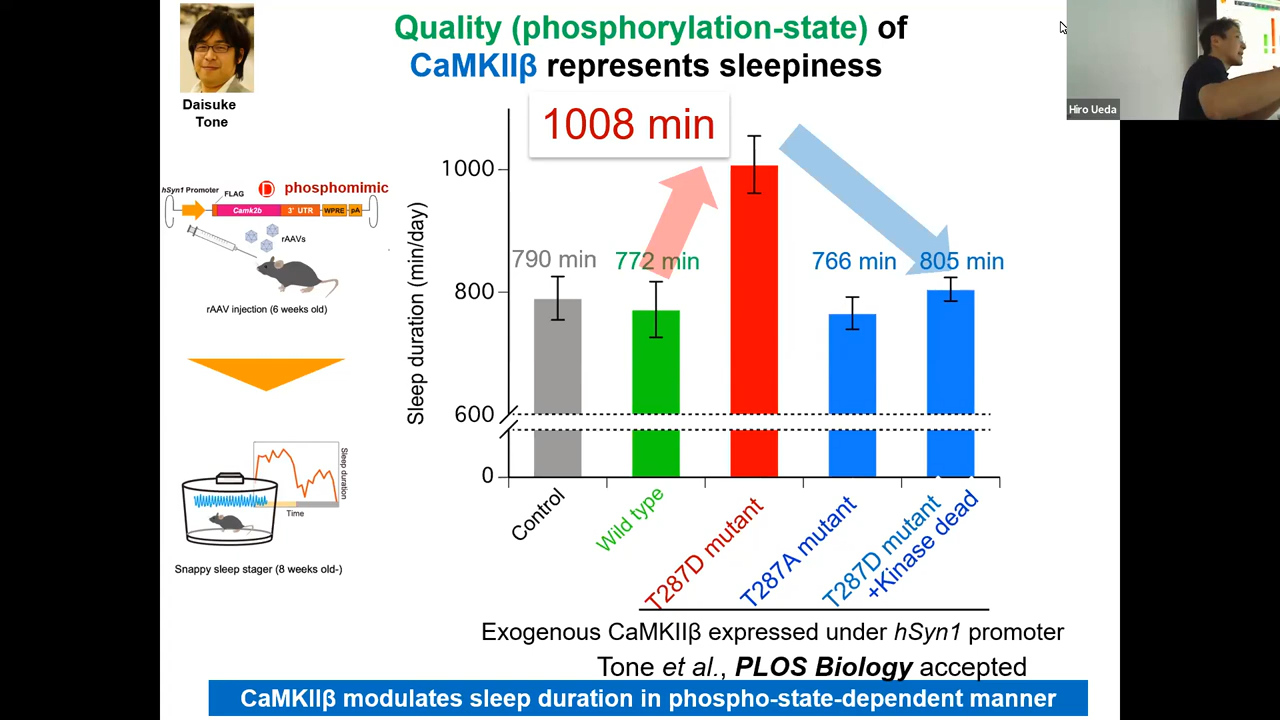 Quality (phosphorylation-state) of
CaMKIIβ represents sleepiness
Daisuke
Tone
Hiro Ueda
hSyn1 Promoter
FLAG
D phosphomimic
Camk2b
3' UTR
WPRE
pA
rAAVs
rAAV injection (6 weeks old)
Sleep duration
Time
Snappy sleep stager (8 weeks old-)
1008 min
Sleep duration (min/day)
1000
800
600
0
790 min
772 min
766 min
805 min
Control
Wild type
T287D mutant
T287A mutant
T287D mutant
+Kinase dead
Exogenous CaMKIIβ expressed under hSyn1 promoter
Tone et al., PLOS Biology accepted
CaMKIIβ modulates sleep duration in phospho-state-dependent manner